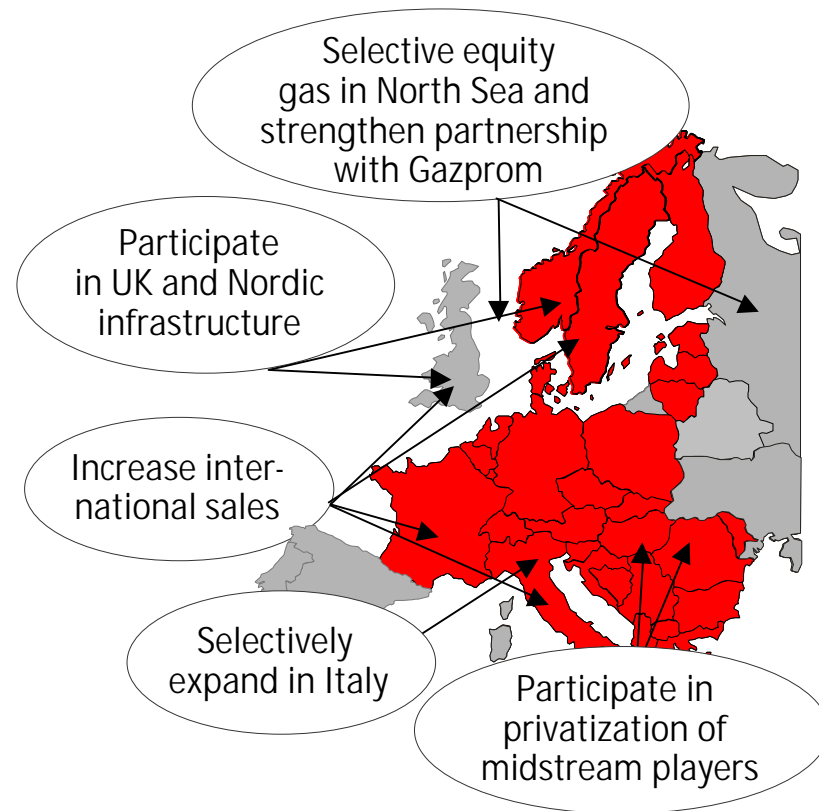 Selective equity
gas in North Sea and
strengthen partnership
with Gazprom
Participate
in UK and Nordic
infrastructure
Increase inter-
national sales
Selectively
expand in Italy
Participate in
privatization of
midstream players